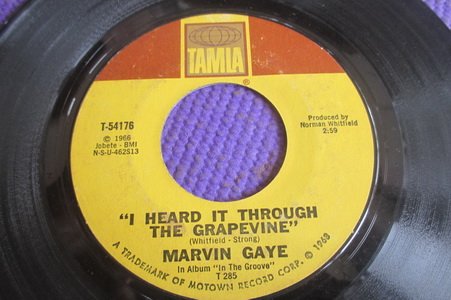 TAMLA
®
T-54176
© 1966
Jobete - BMI
N-S-U-462S13
Produced by
Norman Whitfield
2:59
"I HEARD IT THROUGH
THE GRAPEVINE"
(Whitfield - Strong)
MARVIN GAYE
In Album "In The Groove"
T 285
A TRADEMARK OF MOTOWN RECORD CORP. © 1968